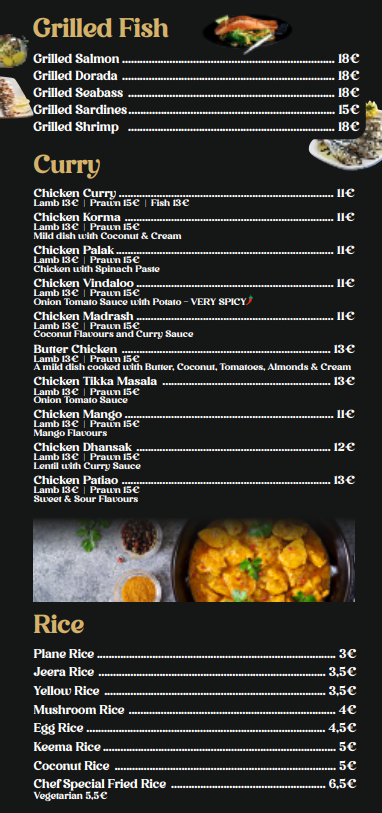 Grilled Fish
Grilled Salmon ........ 18€
Grilled Dorada ........ 18€
Grilled Seabass ........ 18€
Grilled Sardines ........ 15€
Grilled Shrimp ........ 18€
Curry
Chicken Curry ........ 11€
Lamb 13€ | Prawn 15€ | Fish 13€
Chicken Korma ........ 11€
Lamb 13€ | Prawn 15€
Mild dish with Coconut & Cream
Chicken Palak ........ 11€
Lamb 13€ | Prawn 15€
Chicken with Spinach Paste
Chicken Vindaloo ........ 11€
Lamb 13€ | Prawn 15€
Onion Tomato Sauce with Potato - VERY SPICY
Chicken Madrash ........ 11€
Lamb 13€ | Prawn 15€
Coconut Flavours and Curry Sauce
Butter Chicken ........ 13€
Lamb 13€ | Prawn 15€
A mild dish cooked with Butter, Coconut, Tomatoes, Almonds & Cream
Chicken Tikka Masala ........ 13€
Lamb 13€ | Prawn 15€
Onion Tomato Sauce
Chicken Mango ........ 11€
Lamb 13€ | Prawn 15€
Mango Flavours
Chicken Dhansak ........ 12€
Lamb 13€ | Prawn 15€
Lentil with Curry Sauce
Chicken Patiao ........ 13€
Lamb 13€ | Prawn 15€
Sweet & Sour Flavours
Rice
Plane Rice ........ 3€
Jeera Rice ........ 3,5€
Yellow Rice ........ 3,5€
Mushroom Rice ........ 4€
Egg Rice ........ 4,5€
Keema Rice ........ 5€
Coconut Rice ........ 5€
Chef Special Fried Rice ........ 6,5€
Vegetarian 5,5€